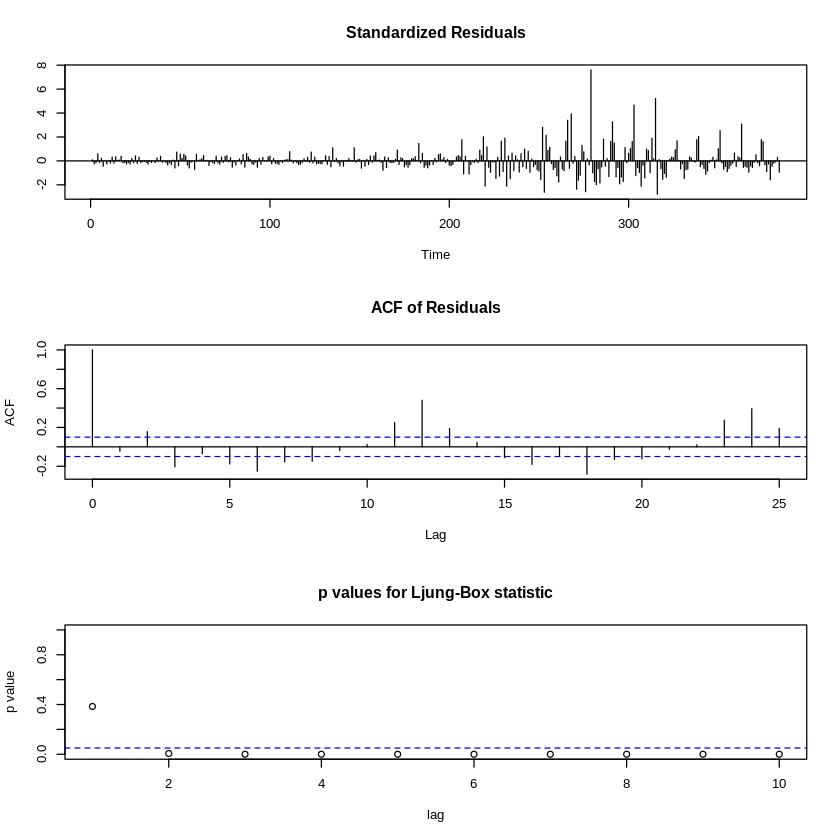 Standardized Residuals
8
6
4
2
0
-2
0 100 200 300
Time
ACF of Residuals
ACF
1.0
0.6
0.2
-0.2
0 5 10 15 20 25
Lag
p values for Ljung-Box statistic
p value
0.8
0.4
0.0
2 4 6 8 10
lag